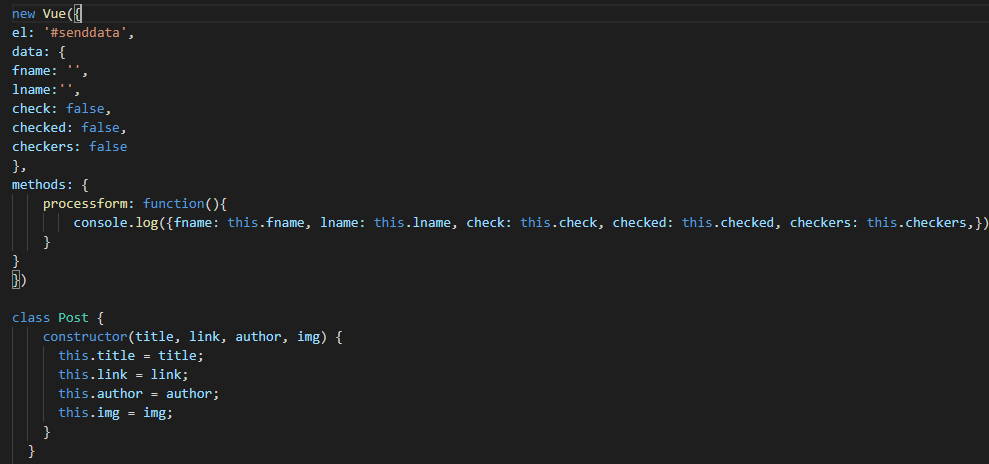 new Vue({
el: '#senddata',
data: {
fname: '',
lname:'',
check: false,
checked: false,
checkers: false
},
methods: {
    processform: function(){
        console.log({fname: this.fname, lname: this.lname, check: this.check, checked: this.checked, checkers: this.checkers,})
    }
}
})

class Post {
    constructor(title, link, author, img) {
      this.title = title;
      this.link = link;
      this.author = author;
      this.img = img;
    }
  }